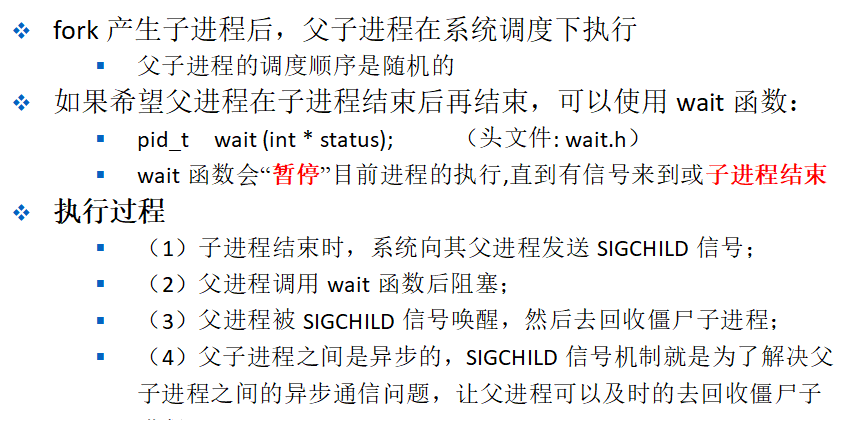 fork 产生子进程后，父子进程在系统调度下执行
父子进程的调度顺序是随机的
如果希望父进程在子进程结束后再结束，可以使用 wait 函数：
pid_t wait (int * status); （头文件: wait.h）
wait 函数会“暂停”目前进程的执行,直到有信号来到或子进程结束
执行过程
（1）子进程结束时，系统向其父进程发送 SIGCHILD 信号；
（2）父进程调用 wait 函数后阻塞；
（3）父进程被 SIGCHILD 信号唤醒，然后去回收僵尸子进程；
（4）父子进程之间是异步的，SIGCHILD 信号机制就是为了解决父
子进程之间的异步通信问题，让父进程可以及时的去回收僵尸子